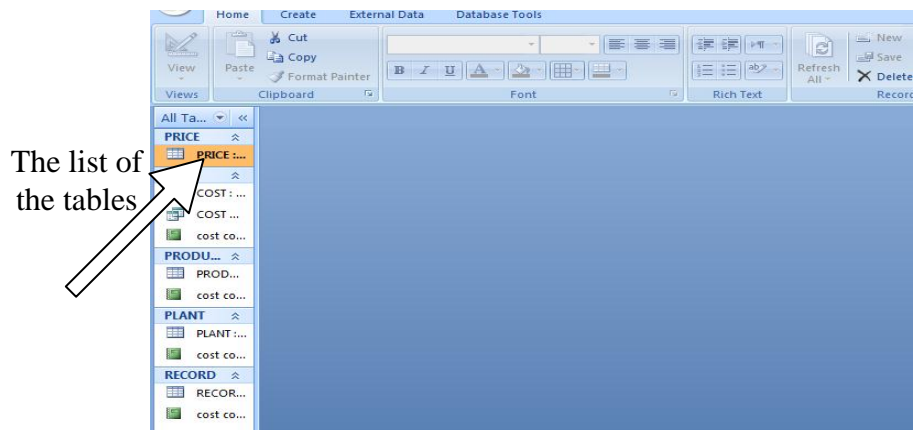 Home Create External Data Database Tools
View
Paste
Cut
Copy
Format Painter
B I U A
ab
Refresh All
New
Save
Delete
Views Clipboard Font Rich Text Record
All Ta...
PRICE
PRICE :...
COST : ...
COST ...
cost co...
PRODU...
PROD...
cost co...
PLANT
PLANT :...
cost co...
RECORD
RECOR...
cost co...
The list of
the tables